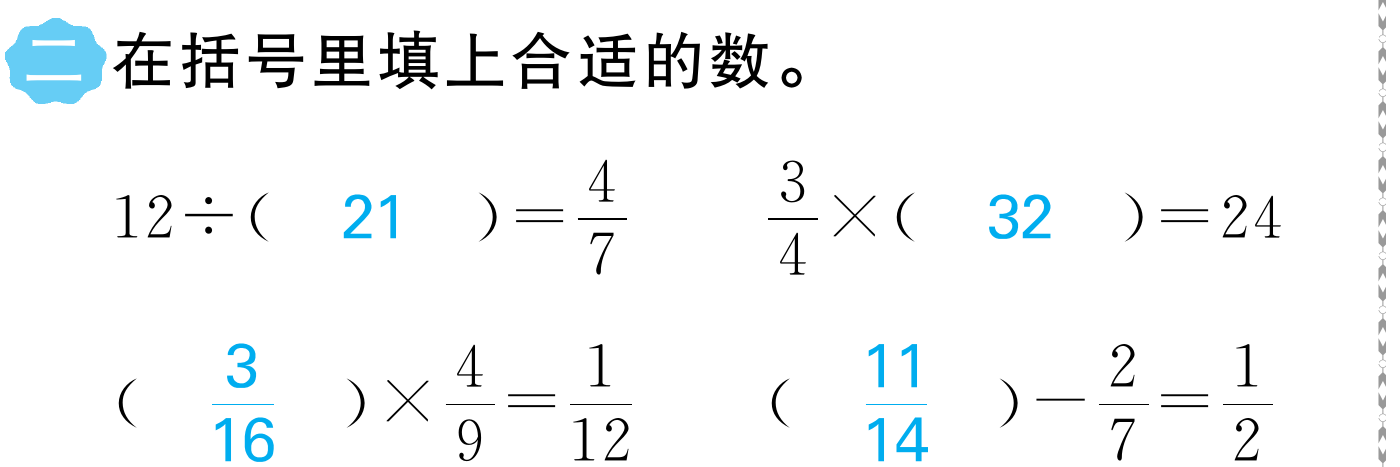 二 在括号里填上合适的数。
12÷( 21 )=4/7 3/4×( 32 )=24
( 3/16 )×4/9=1/12 ( 11/14 )−2/7=1/2